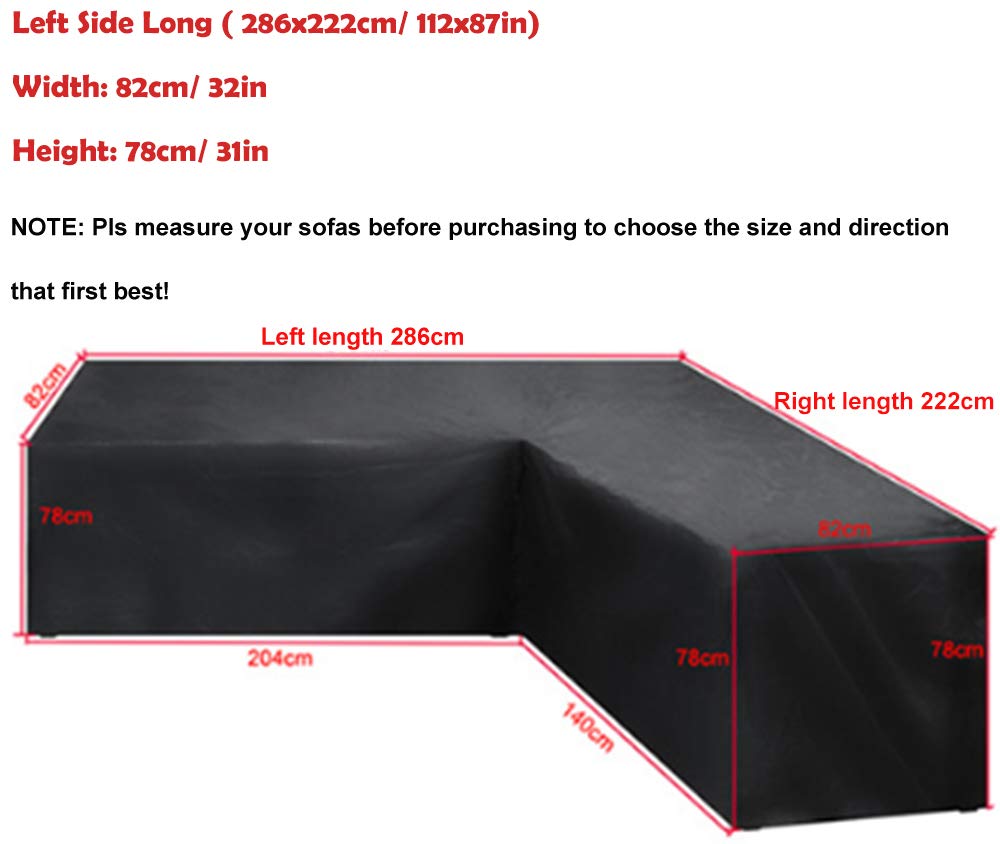 Left Side Long ( 286x222cm/ 112x87in)
Width: 82cm/ 32in
Height: 78cm/ 31in
NOTE: Pls measure your sofas before purchasing to choose the size and direction
that first best!
Left length 286cm
82cm
Right length 222cm
78cm
82cm
204cm
78cm
78cm
140cm